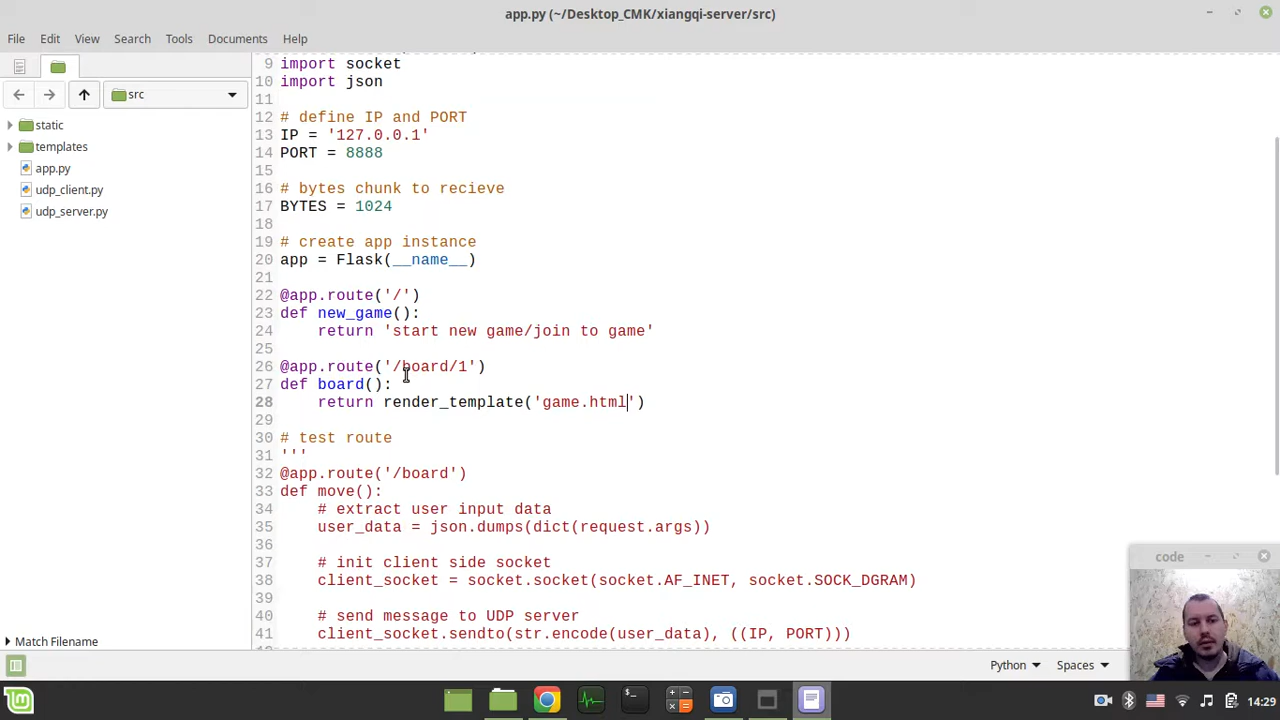 app.py (~/Desktop_CMK/xiangqi-server/src)
File Edit View Search Tools Documents Help
src
static
templates
app.py
udp_client.py
udp_server.py
Match Filename
9 import socket
10 import json
11
12 # define IP and PORT
13 IP = '127.0.0.1'
14 PORT = 8888
15
16 # bytes chunk to recieve
17 BYTES = 1024
18
19 # create app instance
20 app = Flask(__name__)
21
22 @app.route('/')
23 def new_game():
24     return 'start new game/join to game'
25
26 @app.route('/board/1')
27 def board():
28     return render_template('game.html')
29
30 # test route
31 '''
32 @app.route('/board')
33 def move():
34     # extract user input data
35     user_data = json.dumps(dict(request.args))
36
37     # init client side socket
38     client_socket = socket.socket(socket.AF_INET, socket.SOCK_DGRAM)
39
40     # send message to UDP server
41     client_socket.sendto(str.encode(user_data), ((IP, PORT)))
code
Python Spaces
14:29